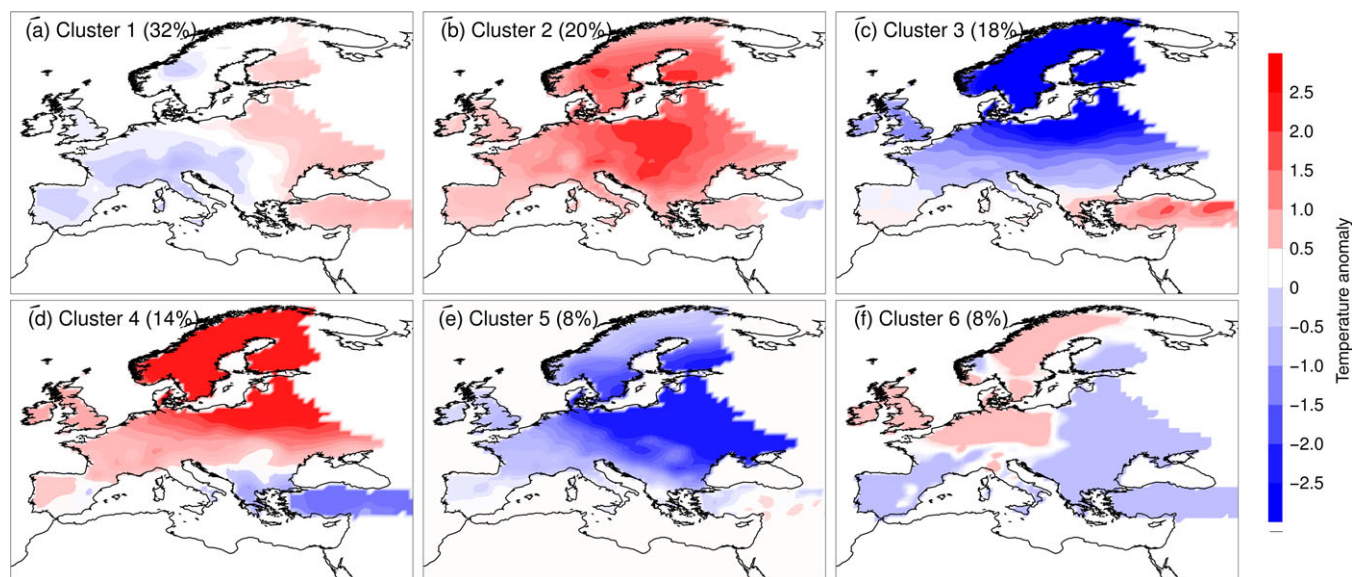 (a) Cluster 1 (32%)
(b) Cluster 2 (20%)
(c) Cluster 3 (18%)
(d) Cluster 4 (14%)
(e) Cluster 5 (8%)
(f) Cluster 6 (8%)
2.5
2.0
1.5
1.0
0.5
0
−0.5
−1.0
−1.5
−2.0
−2.5
Temperature anomaly